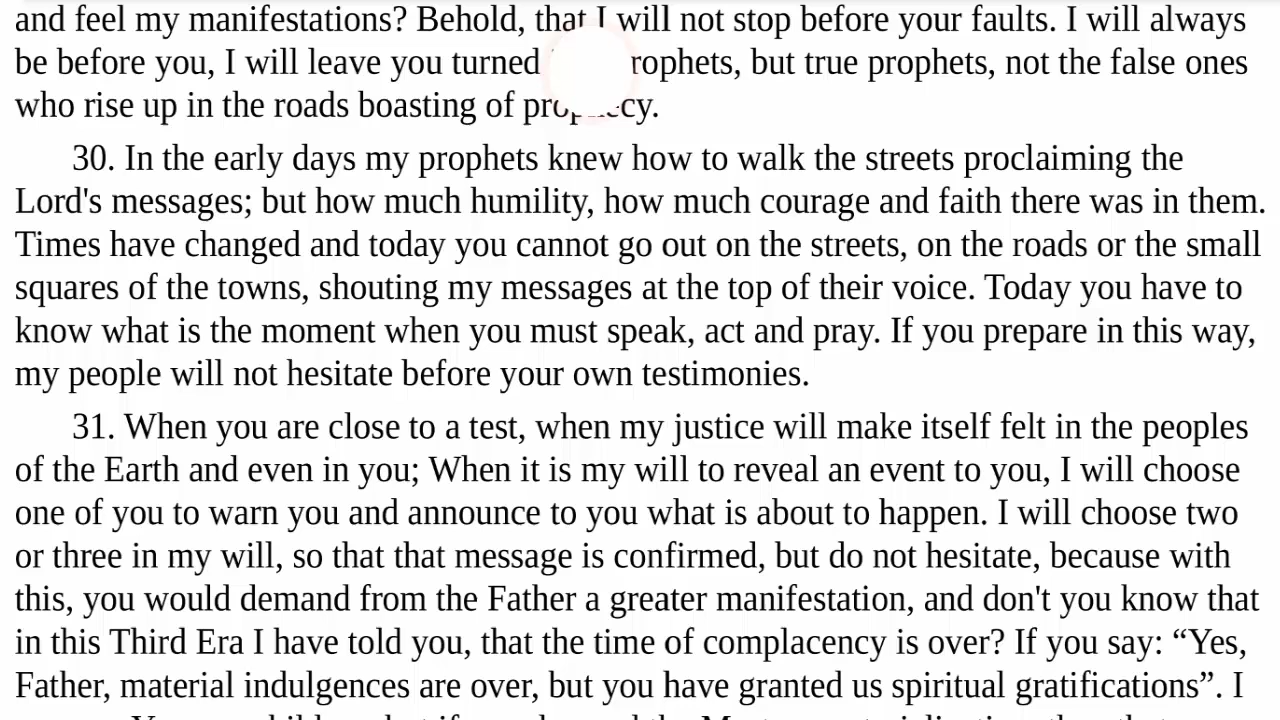 and feel my manifestations? Behold, that I will not stop before your faults. I will always
be before you, I will leave you turned prophets, but true prophets, not the false ones
who rise up in the roads boasting of prophecy.
30. In the early days my prophets knew how to walk the streets proclaiming the
Lord's messages; but how much humility, how much courage and faith there was in them.
Times have changed and today you cannot go out on the streets, on the roads or the small
squares of the towns, shouting my messages at the top of their voice. Today you have to
know what is the moment when you must speak, act and pray. If you prepare in this way,
my people will not hesitate before your own testimonies.
31. When you are close to a test, when my justice will make itself felt in the peoples
of the Earth and even in you; When it is my will to reveal an event to you, I will choose
one of you to warn you and announce to you what is about to happen. I will choose two
or three in my will, so that that message is confirmed, but do not hesitate, because with
this, you would demand from the Father a greater manifestation, and don't you know that
in this Third Era I have told you, that the time of complacency is over? If you say: “Yes,
Father, material indulgences are over, but you have granted us spiritual gratifications”. I